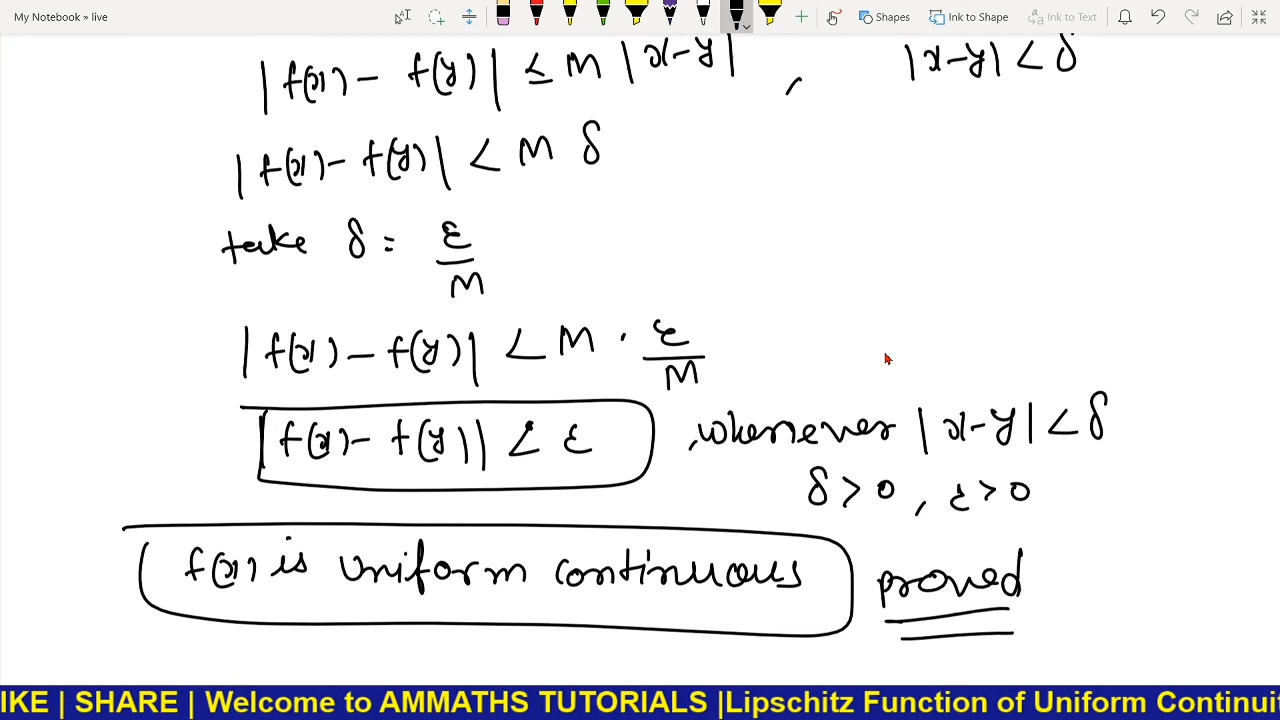 My Notebook » live
Shapes Ink to Shape Ink to Text
|f(x) - f(y)| ≤ M |x-y| , |x-y| < δ
|f(x) - f(y)| < M δ
take δ = ε/M
|f(x) - f(y)| < M · ε/M
|f(x) - f(y)| < ε , whenever |x-y| < δ
δ > 0 , ε > 0
f(x) is uniform continuous proved
IKE | SHARE | Welcome to AMMATHS TUTORIALS |Lipschitz Function of Uniform Continui